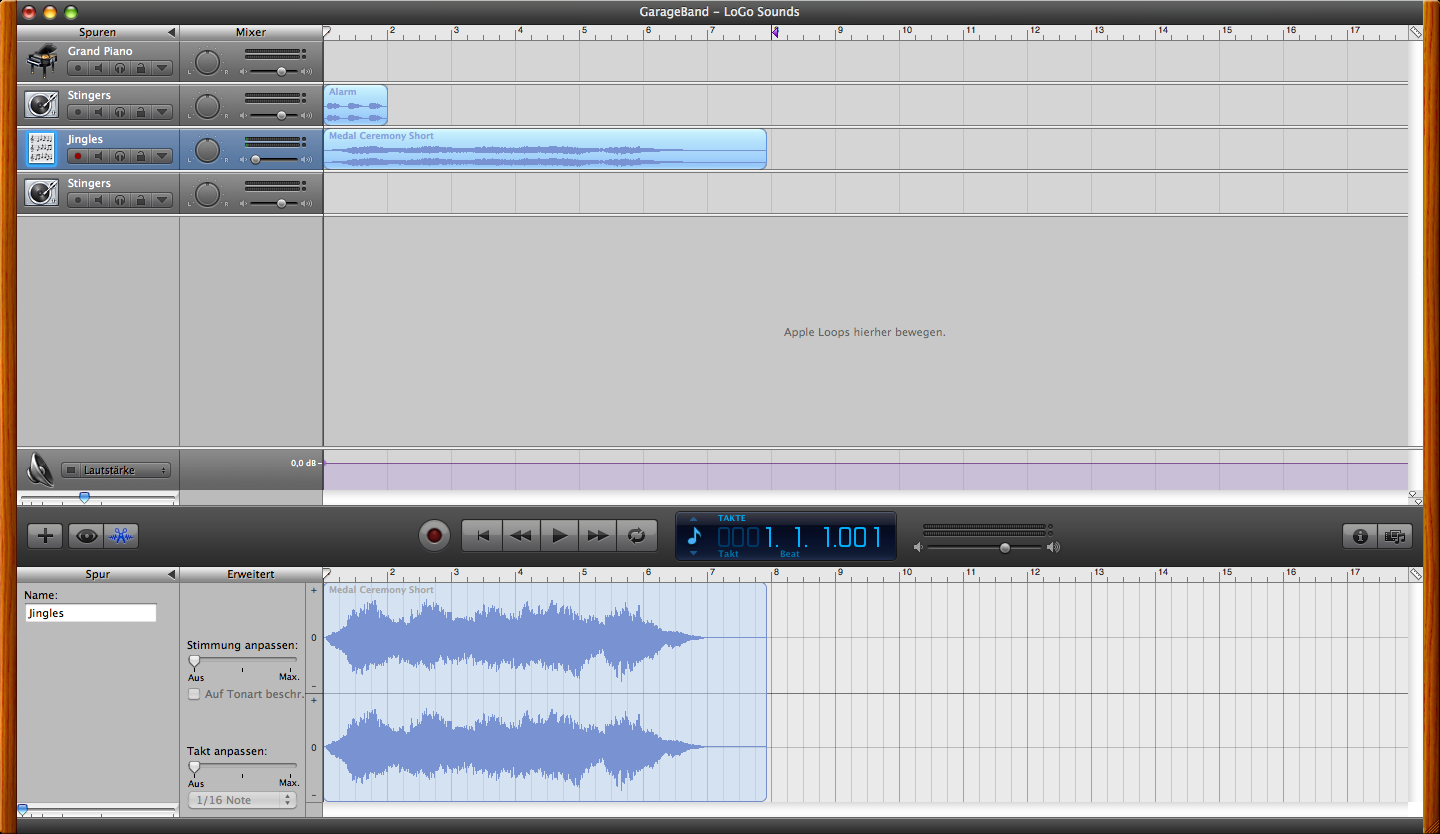 GarageBand – LoGo Sounds
Spuren Mixer
2 3 4 5 6 7 8 9 10 11 12 13 14 15 16 17
Grand Piano
L R
Stingers
L R
Alarm
Jingles
L R
Medal Ceremony Short
Stingers
L R
Apple Loops hierher bewegen.
Lautstärke
0,0 dB
TAKTE
0001. 1. 1.001
Takt Beat
Spur Erweitert
2 3 4 5 6 7 8 9 10 11 12 13 14 15 16 17
Name:
Jingles
Medal Ceremony Short
+
0
-
+
0
-
Stimmung anpassen:
Aus Max.
Auf Tonart beschr.
Takt anpassen:
Aus Max.
1/16 Note